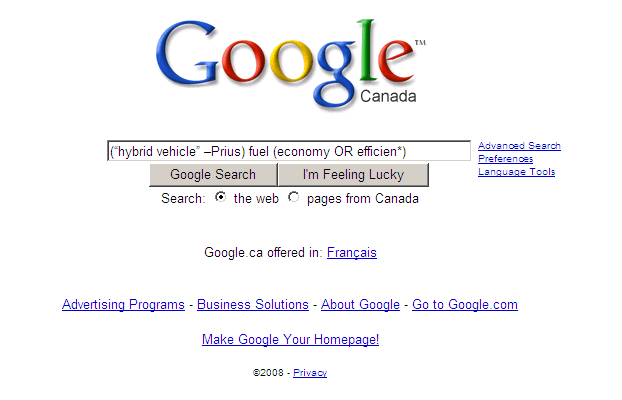 Google™
Canada
(“hybrid vehicle” –Prius) fuel (economy OR efficien*)
Advanced Search
Preferences
Language Tools
Google Search I'm Feeling Lucky
Search: the web pages from Canada
Google.ca offered in: Français
Advertising Programs - Business Solutions - About Google - Go to Google.com
Make Google Your Homepage!
©2008 - Privacy